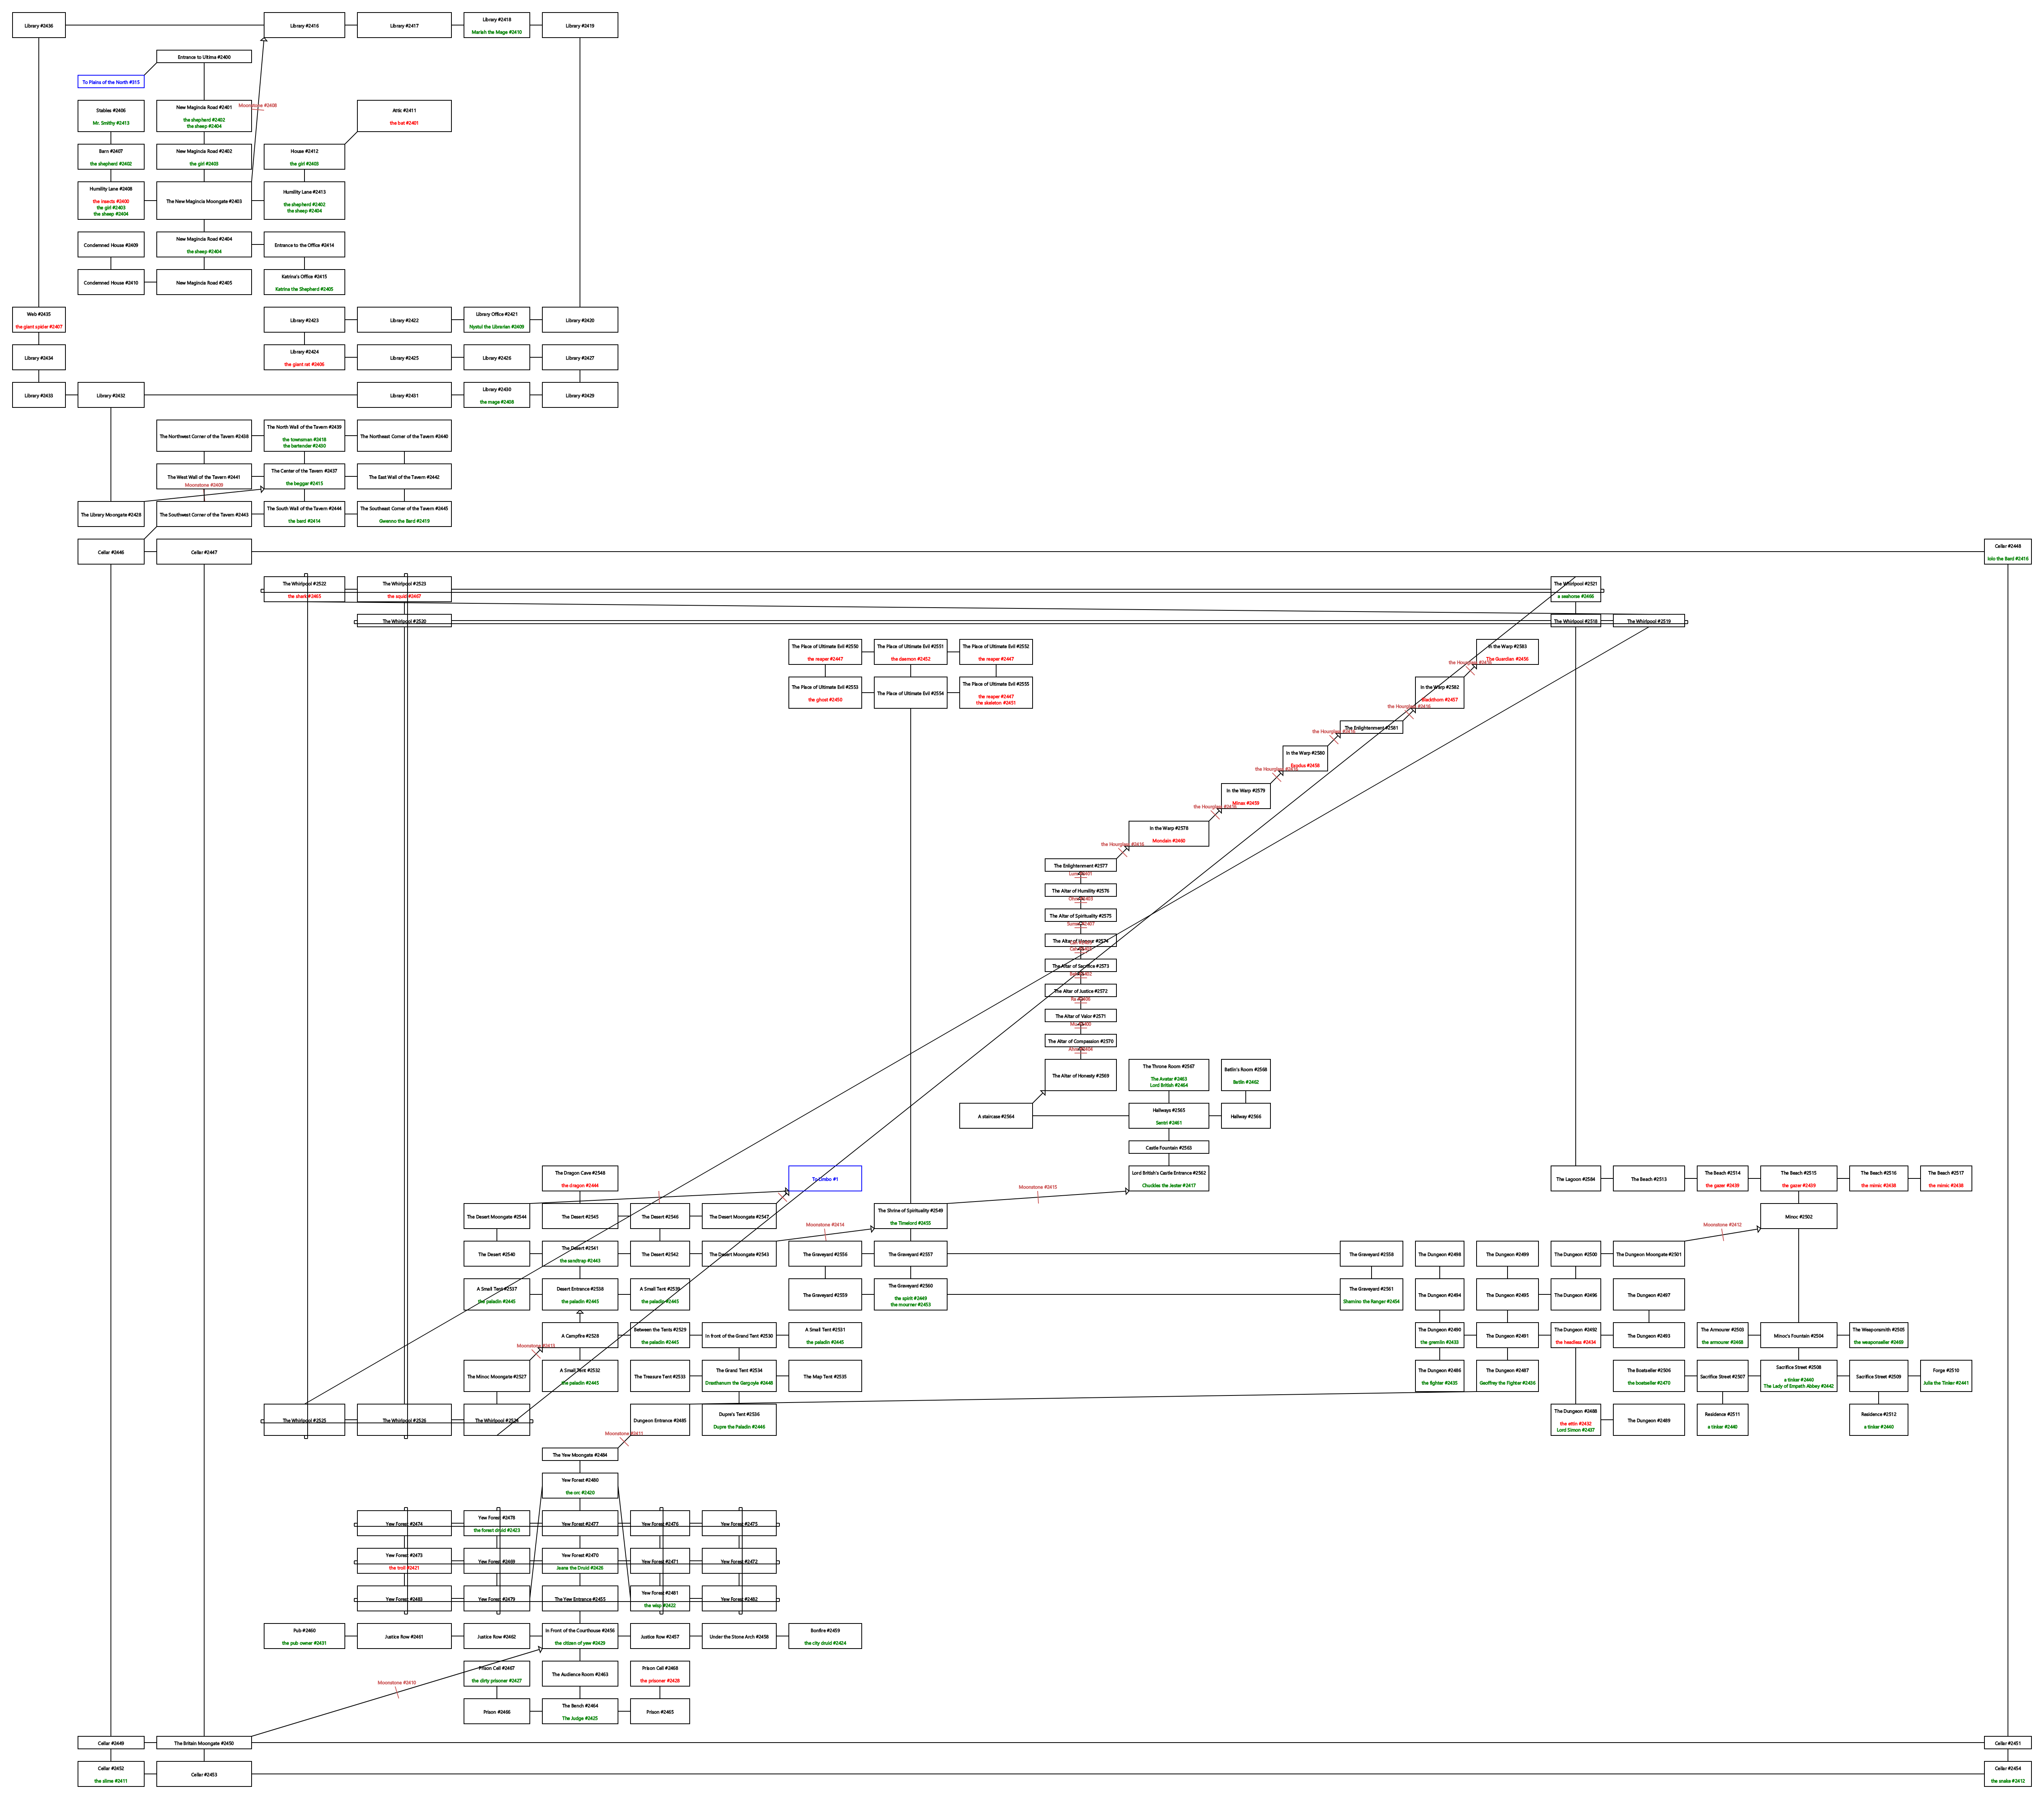 Library #2436
Library #2416
Library #2417
Library #2418
Mariah the Mage #2410
Library #2419
Entrance to Ultima #2400
To Plains of the North #315
Stables #2406
Mr. Smithy #2413
New Magincia Road #2401
the shepherd #2402
the sheep #2404
Moonstone #2408
Attic #2411
the bat #2401
Barn #2407
the shepherd #2402
New Magincia Road #2402
the girl #2403
House #2412
the girl #2403
Humility Lane #2408
the insects #2400
the girl #2403
the sheep #2404
The New Magincia Moongate #2403
Humility Lane #2413
the shepherd #2402
the sheep #2404
Condemned House #2409
New Magincia Road #2404
the sheep #2404
Entrance to the Office #2414
Condemned House #2410
New Magincia Road #2405
Katrina's Office #2415
Katrina the Shepherd #2405
Web #2435
the giant spider #2407
Library #2423
Library #2422
Library Office #2421
Nystul the Librarian #2409
Library #2420
Library #2434
Library #2424
the giant rat #2406
Library #2425
Library #2426
Library #2427
Library #2433
Library #2432
Library #2431
Library #2430
the mage #2408
Library #2429
The Northwest Corner of the Tavern #2438
The North Wall of the Tavern #2439
the townsman #2418
the bartender #2430
The Northeast Corner of the Tavern #2440
The West Wall of the Tavern #2441
Moonstone #2409
The Center of the Tavern #2437
the beggar #2415
The East Wall of the Tavern #2442
The Library Moongate #2428
The Southwest Corner of the Tavern #2443
The South Wall of the Tavern #2444
the bard #2414
The Southeast Corner of the Tavern #2445
Gwenno the Bard #2419
Cellar #2446
Cellar #2447
Cellar #2448
Iolo the Bard #2416
The Whirlpool #2522
the shark #2465
The Whirlpool #2523
the squid #2467
The Whirlpool #2521
a seahorse #2466
The Whirlpool #2520
The Whirlpool #2518
The Whirlpool #2519
The Place of Ultimate Evil #2550
the reaper #2447
The Place of Ultimate Evil #2551
the daemon #2452
The Place of Ultimate Evil #2552
the reaper #2447
In the Warp #2583
The Guardian #2456
the Hourglass #2416
The Place of Ultimate Evil #2553
the ghost #2450
The Place of Ultimate Evil #2554
The Place of Ultimate Evil #2555
the reaper #2447
the skeleton #2451
In the Warp #2582
Blackthorn #2457
the Hourglass #2416
The Enlightenment #2581
the Hourglass #2416
In the Warp #2580
Exodus #2458
the Hourglass #2416
In the Warp #2579
Minax #2459
the Hourglass #2416
In the Warp #2578
Mondain #2460
the Hourglass #2416
The Enlightenment #2577
The Altar of Humility #2576
The Altar of Spirituality #2575
The Altar of Honour #2574
The Altar of Sacrifice #2573
The Altar of Justice #2572
The Altar of Valor #2571
The Altar of Compassion #2570
The Altar of Honesty #2569
The Throne Room #2567
The Avatar #2463
Lord British #2464
Batlin's Room #2568
Batlin #2462
A staircase #2564
Hallways #2565
Sentri #2461
Hallway #2566
Castle Fountain #2563
The Dragon Cave #2548
the dragon #2444
To Limbo #1
Lord British's Castle Entrance #2562
Chuckles the Jester #2417
Moonstone #2415
The Lagoon #2584
The Beach #2513
The Beach #2514
the gazer #2439
The Beach #2515
the gazer #2439
The Beach #2516
the mimic #2438
The Beach #2517
the mimic #2438
The Desert Moongate #2544
The Desert #2545
The Desert #2546
The Desert Moongate #2547
The Shrine of Spirituality #2549
the Timelord #2455
Moonstone #2414
Moonstone #2412
Minoc #2502
The Desert #2540
The Desert #2541
the sandtrap #2443
The Desert #2542
The Desert Moongate #2543
The Graveyard #2556
The Graveyard #2557
The Graveyard #2558
The Dungeon #2498
The Dungeon #2499
The Dungeon #2500
The Dungeon Moongate #2501
A Small Tent #2537
the paladin #2445
Desert Entrance #2538
the paladin #2445
A Small Tent #2539
the paladin #2445
The Graveyard #2559
The Graveyard #2560
the spirit #2449
the mourner #2453
The Graveyard #2561
Shamino the Ranger #2454
The Dungeon #2494
The Dungeon #2495
The Dungeon #2496
The Dungeon #2497
A Campfire #2528
Between the Tents #2529
the paladin #2445
In front of the Grand Tent #2530
A Small Tent #2531
the paladin #2445
The Dungeon #2490
the gremlin #2433
The Dungeon #2491
The Dungeon #2492
the headless #2434
The Dungeon #2493
The Armourer #2503
the armourer #2468
Minoc's Fountain #2504
The Weaponsmith #2505
the weaponseller #2469
Moonstone #2413
The Minoc Moongate #2527
A Small Tent #2532
the paladin #2445
The Treasure Tent #2533
The Grand Tent #2534
Draxthenum the Gargoyle #2448
The Map Tent #2535
The Dungeon #2486
the fighter #2435
The Dungeon #2487
Geoffrey the Fighter #2436
The Boatseller #2506
the boatseller #2470
Sacrifice Street #2507
Sacrifice Street #2508
a tinker #2440
The Lady of Empath Abbey #2442
Sacrifice Street #2509
Forge #2510
Julia the Tinker #2441
The Whirlpool #2525
The Whirlpool #2526
The Whirlpool #2524
Dungeon Entrance #2485
Dupre's Tent #2536
Dupre the Paladin #2446
The Dungeon #2488
the ettin #2432
Lord Simon #2437
The Dungeon #2489
Residence #2511
a tinker #2440
Residence #2512
a tinker #2440
Moonstone #2411
The Yew Moongate #2484
Yew Forest #2480
the orc #2420
Yew Forest #2474
Yew Forest #2478
the forest druid #2423
Yew Forest #2477
Yew Forest #2476
Yew Forest #2475
Yew Forest #2473
the troll #2421
Yew Forest #2469
Yew Forest #2470
Jaana the Druid #2426
Yew Forest #2471
Yew Forest #2472
Yew Forest #2483
Yew Forest #2479
The Yew Entrance #2455
Yew Forest #2481
the wisp #2422
Yew Forest #2482
Pub #2460
the pub owner #2431
Justice Row #2461
Justice Row #2462
In Front of the Courthouse #2456
the citizen of yew #2429
Justice Row #2457
Under the Stone Arch #2458
Bonfire #2459
the city druid #2424
Prison Cell #2467
the dirty prisoner #2427
The Audience Room #2463
Prison Cell #2468
the prisoner #2428
Moonstone #2410
Prison #2466
The Bench #2464
The Judge #2425
Prison #2465
Cellar #2449
The Britain Moongate #2450
Cellar #2451
Cellar #2452
the slime #2411
Cellar #2453
Cellar #2454
the snake #2412